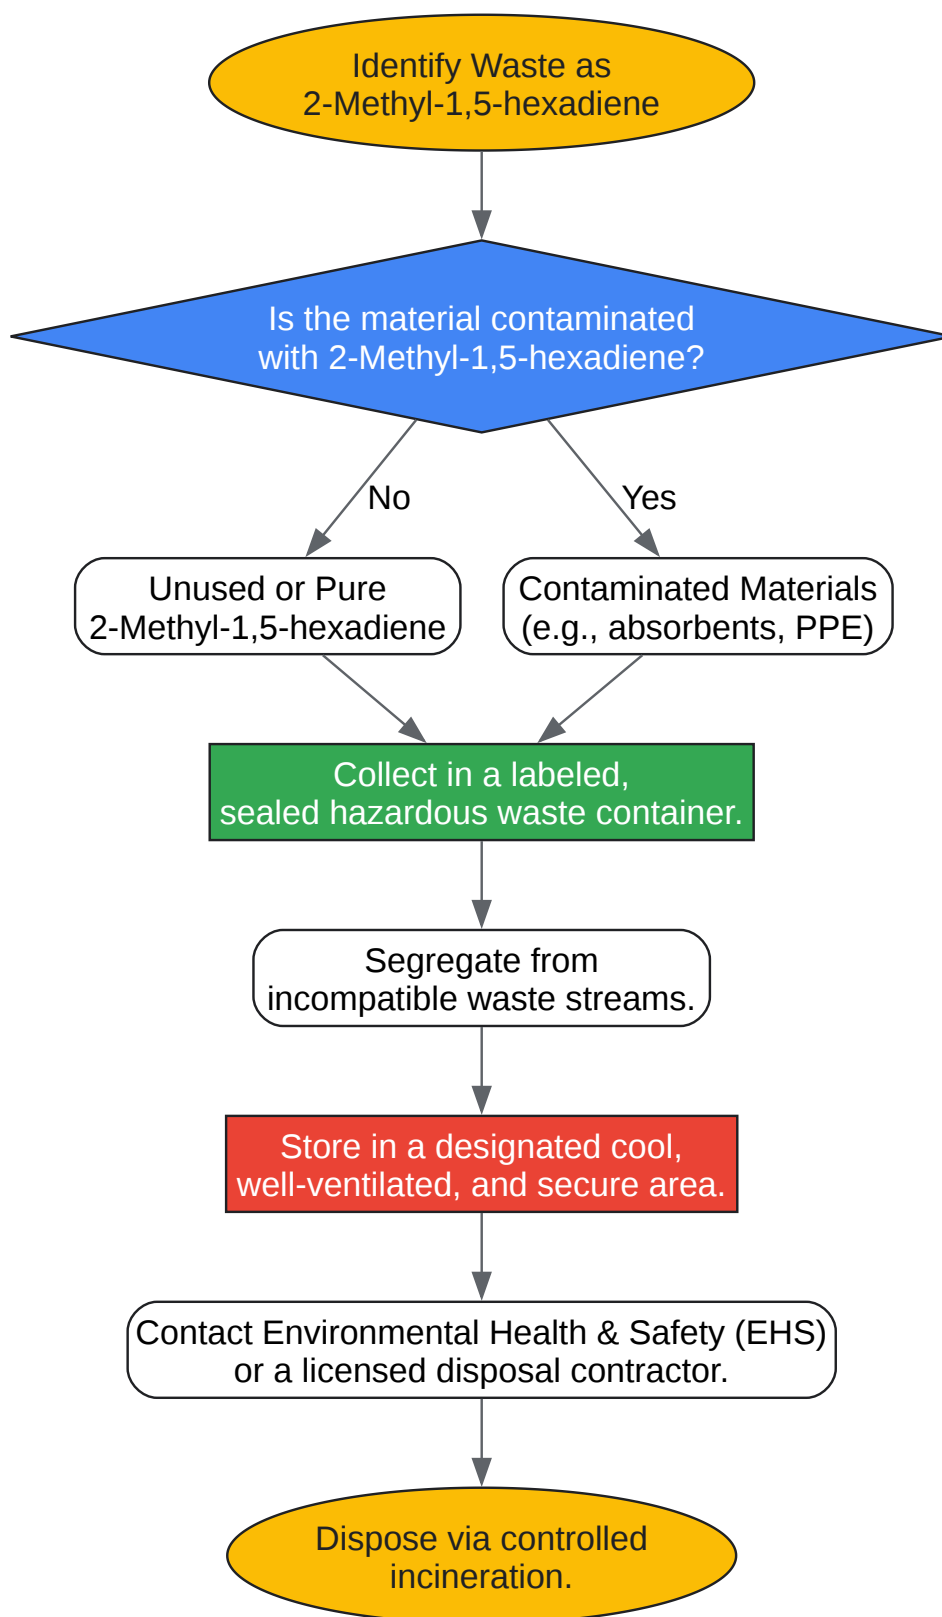 Identify Waste as
2-Methyl-1,5-hexadiene
Is the material contaminated
with 2-Methyl-1,5-hexadiene?
No
Yes
Unused or Pure
2-Methyl-1,5-hexadiene
Contaminated Materials
(e.g., absorbents, PPE)
Collect in a labeled,
sealed hazardous waste container.
Segregate from
incompatible waste streams.
Store in a designated cool,
well-ventilated, and secure area.
Contact Environmental Health & Safety (EHS)
or a licensed disposal contractor.
Dispose via controlled
incineration.